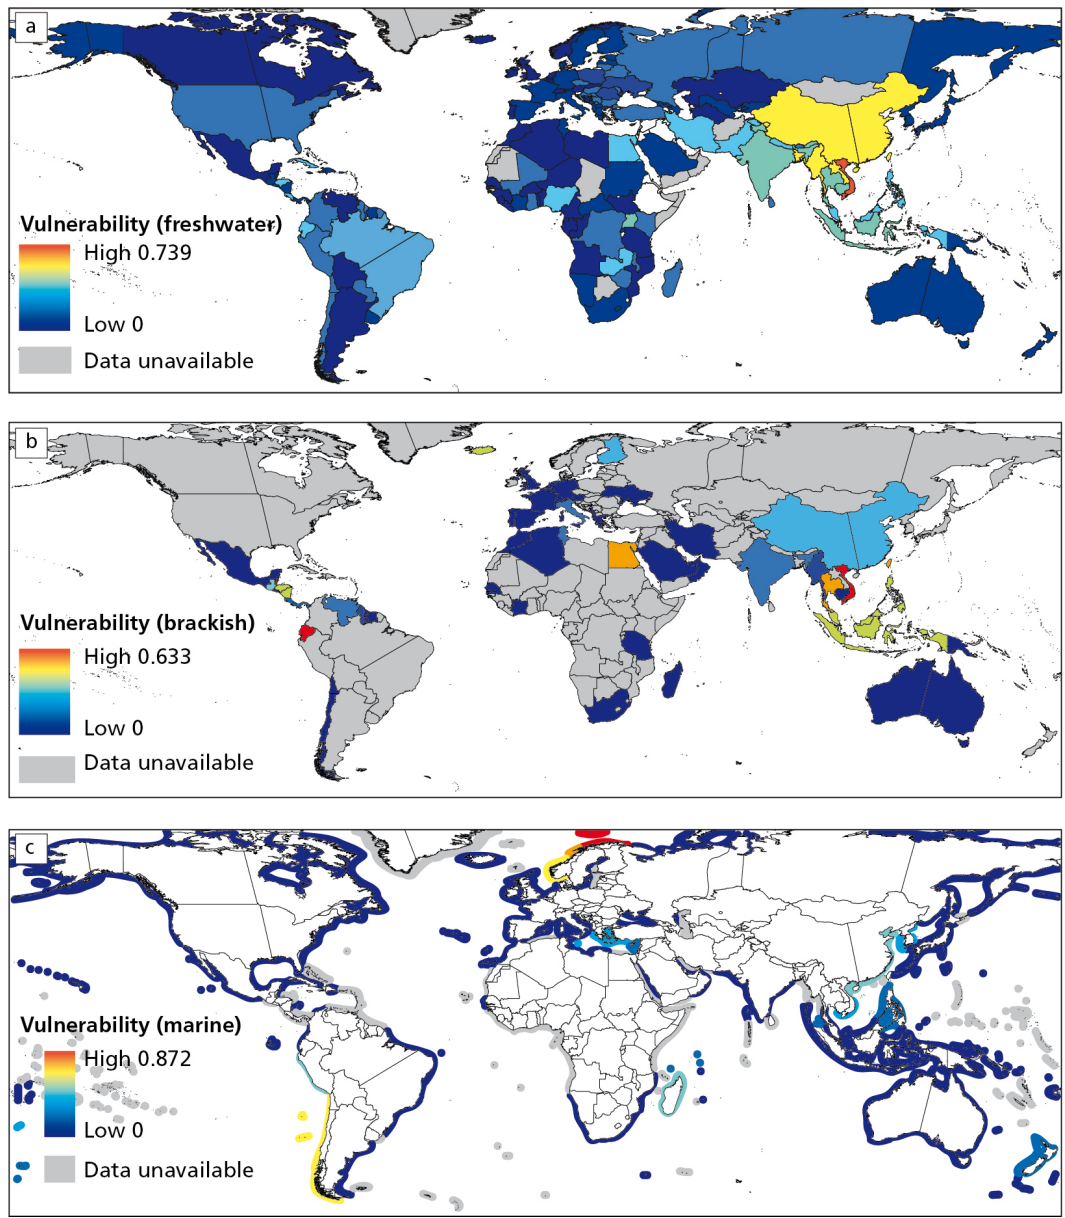 a
Vulnerability (freshwater)
High 0.739
Low 0
Data unavailable
b
Vulnerability (brackish)
High 0.633
Low 0
Data unavailable
c
Vulnerability (marine)
High 0.872
Low 0
Data unavailable